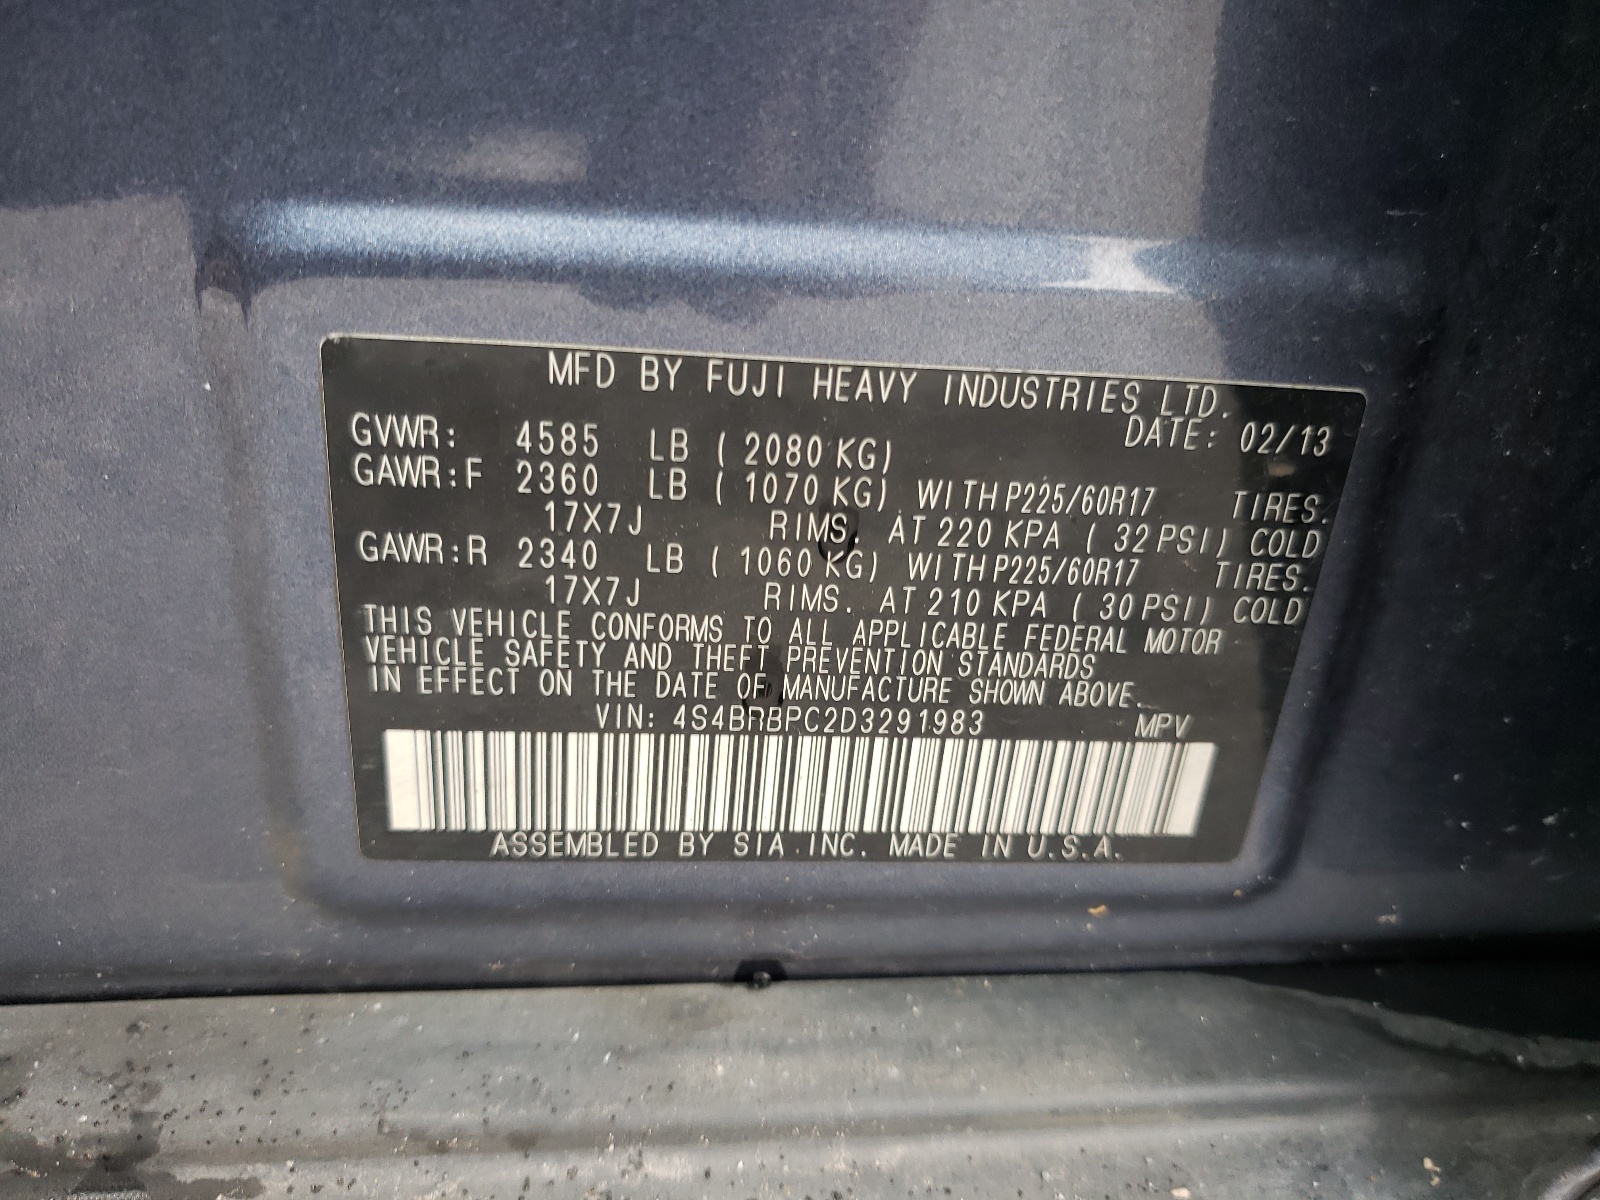 MFD BY FUJI HEAVY INDUSTRIES LTD.
DATE: 02/13
GVWR: 4585 LB ( 2080 KG)
GAWR:F 2360 LB ( 1070 KG) WITH P225/60R17 TIRES.
17X7J RIMS. AT 220 KPA ( 32 PSI) COLD
GAWR:R 2340 LB ( 1060 KG) WITH P225/60R17 TIRES.
17X7J RIMS. AT 210 KPA ( 30 PSI) COLD
THIS VEHICLE CONFORMS TO ALL APPLICABLE FEDERAL MOTOR
VEHICLE SAFETY AND THEFT PREVENTION STANDARDS
IN EFFECT ON THE DATE OF MANUFACTURE SHOWN ABOVE.
VIN: 4S4BRBPC2D3291983 MPV
ASSEMBLED BY SIA.INC. MADE IN U.S.A.